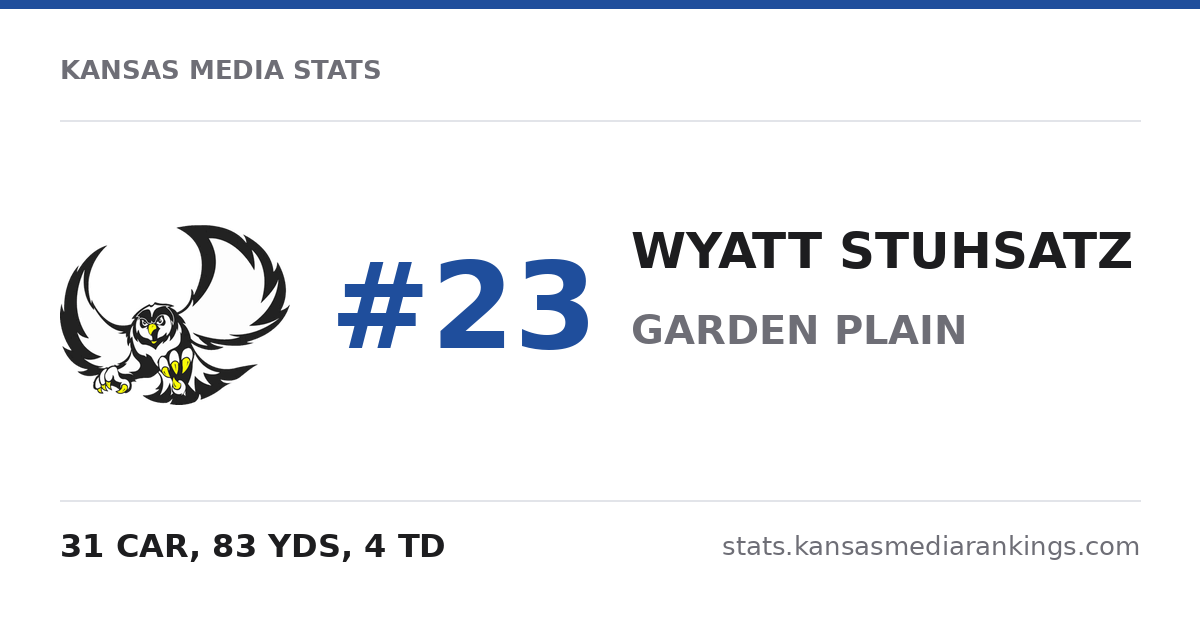 KANSAS MEDIA STATS
#23
WYATT STUHSATZ
GARDEN PLAIN
31 CAR, 83 YDS, 4 TD
stats.kansasmediarankings.com